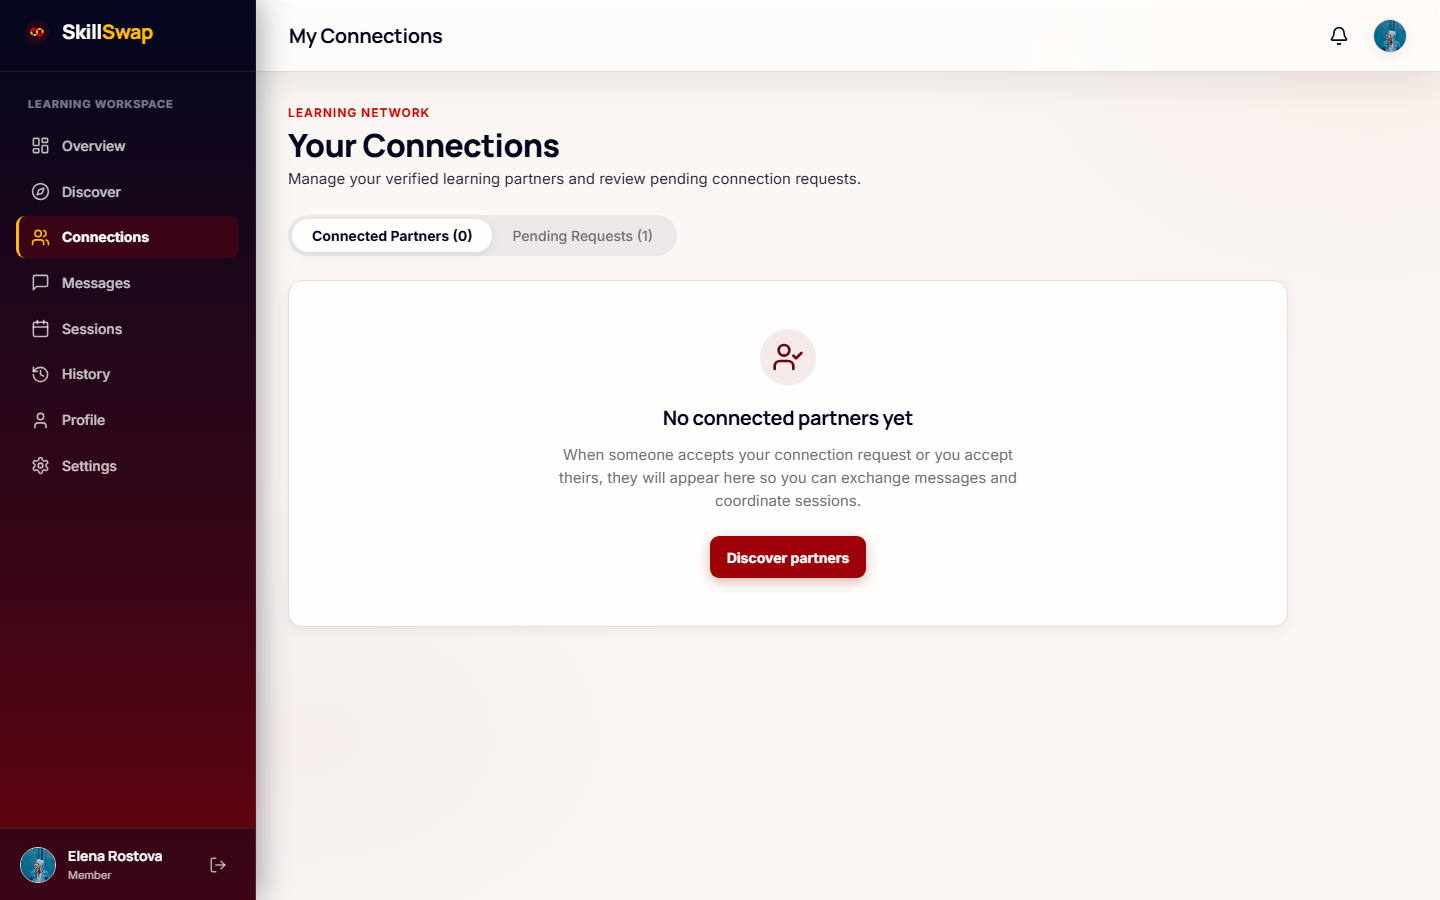 SkillSwap
LEARNING WORKSPACE
Overview
Discover
Connections
Messages
Sessions
History
Profile
Settings
Elena Rostova
Member
My Connections
LEARNING NETWORK
Your Connections
Manage your verified learning partners and review pending connection requests.
Connected Partners (0)
Pending Requests (1)
No connected partners yet
When someone accepts your connection request or you accept
theirs, they will appear here so you can exchange messages and
coordinate sessions.
Discover partners